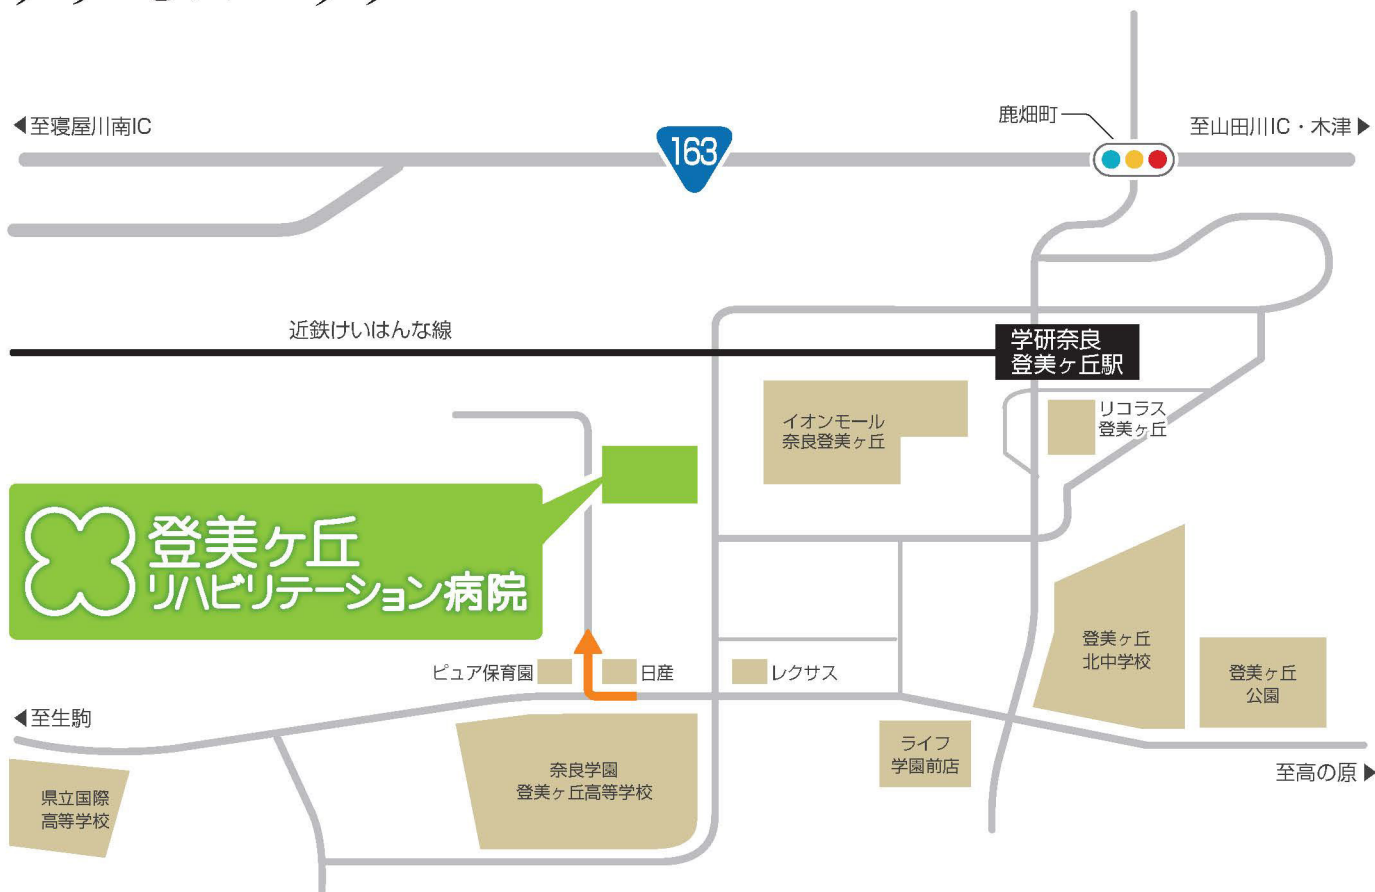 至寝屋川南IC
163
鹿畑町
至山田川IC・木津
近鉄けいはんな線
学研奈良
登美ヶ丘駅
イオンモール
奈良登美ヶ丘
リコラス
登美ヶ丘
登美ヶ丘
リハビリテーション病院
ピュア保育園
日産
レクサス
登美ヶ丘
北中学校
登美ヶ丘
公園
至生駒
奈良学園
登美ヶ丘高等学校
ライフ
学園前店
至高の原
県立国際
高等学校